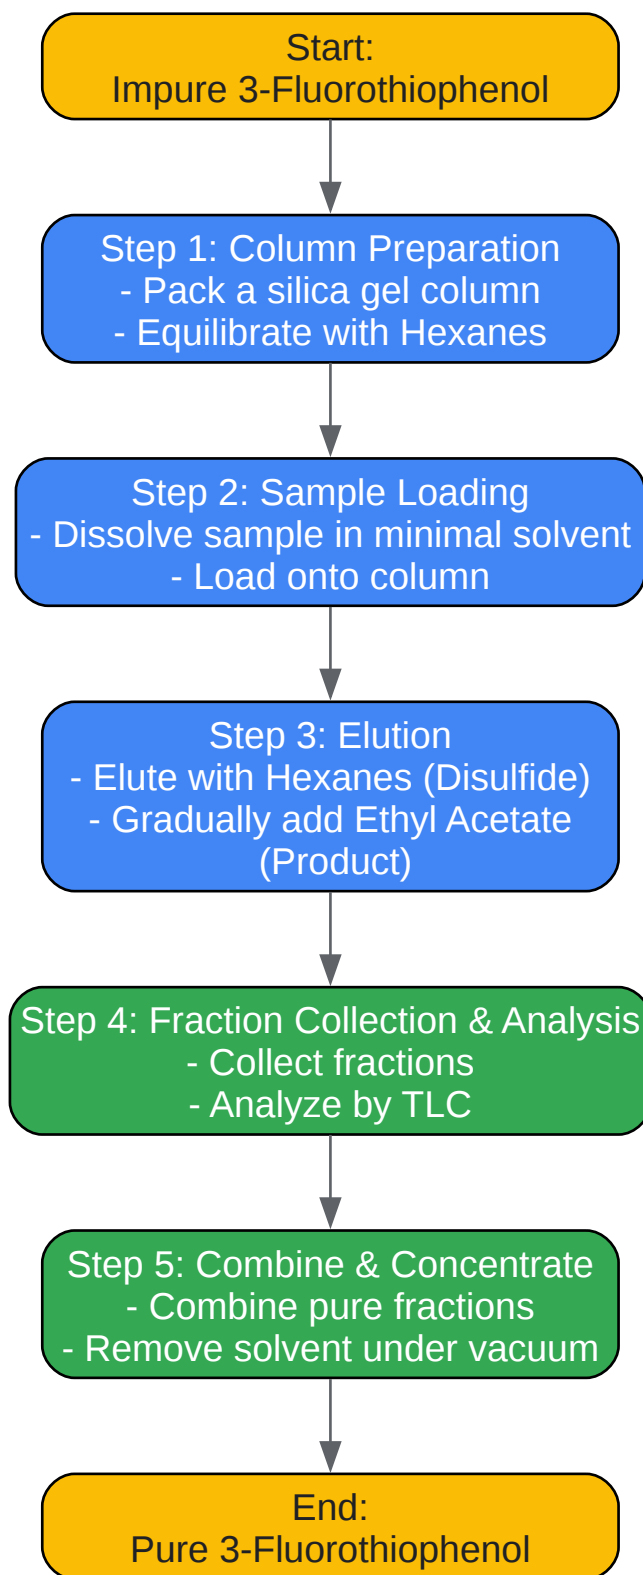 Start:
Impure 3-Fluorothiophenol
Step 1: Column Preparation
- Pack a silica gel column
- Equilibrate with Hexanes
Step 2: Sample Loading
- Dissolve sample in minimal solvent
- Load onto column
Step 3: Elution
- Elute with Hexanes (Disulfide)
- Gradually add Ethyl Acetate
(Product)
Step 4: Fraction Collection & Analysis
- Collect fractions
- Analyze by TLC
Step 5: Combine & Concentrate
- Combine pure fractions
- Remove solvent under vacuum
End:
Pure 3-Fluorothiophenol